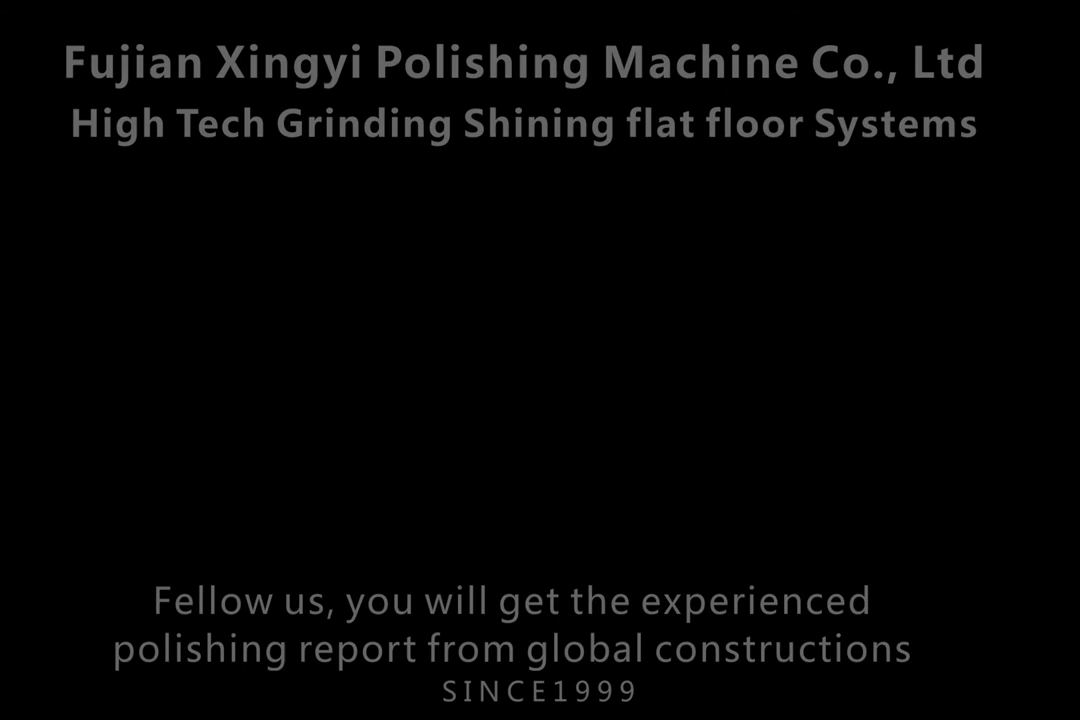 Fujian Xingyi Polishing Machine Co., Ltd
High Tech Grinding Shining flat floor Systems
Fellow us, you will get the experienced
polishing report from global constructions
SINCE1999